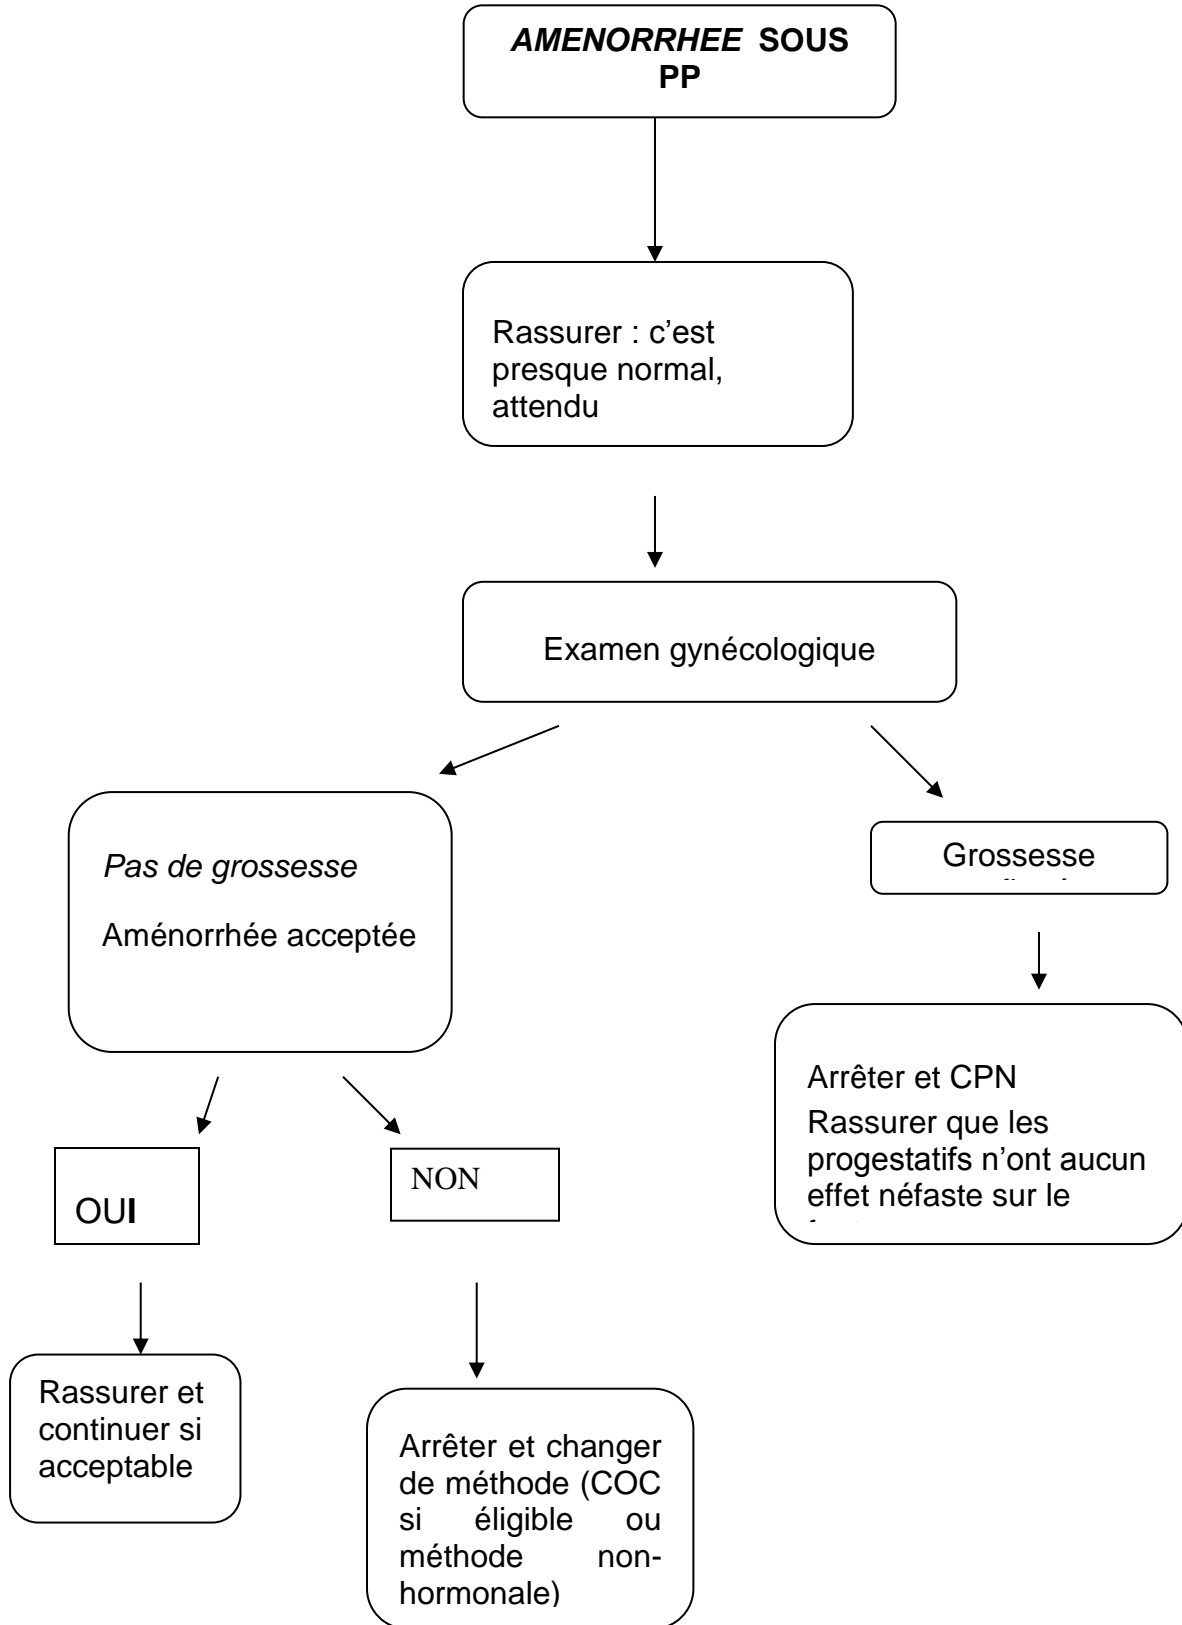 AMENORRHEE SOUS
PP
Rassurer : c’est
presque normal,
attendu
Examen gynécologique
Pas de grossesse
Aménorrhée acceptée
Grossesse
Arrêter et CPN
Rassurer que les
progestatifs n’ont aucun
effet néfaste sur le
OUI
NON
Rassurer et
continuer si
acceptable
Arrêter et changer
de méthode (COC
si éligible ou
méthode non-
hormonale)